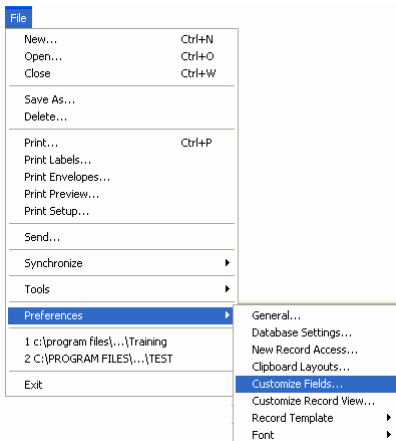 File
New... Ctrl+N
Open... Ctrl+O
Close Ctrl+W
Save As...
Delete...
Print... Ctrl+P
Print Labels...
Print Envelopes...
Print Preview...
Print Setup...
Send...
Synchronize
Tools
Preferences
1 c:\program files\...\Training
2 C:\PROGRAM FILES\...\TEST
Exit
General...
Database Settings...
New Record Access...
Clipboard Layouts...
Customize Fields...
Customize Record View...
Record Template
Font